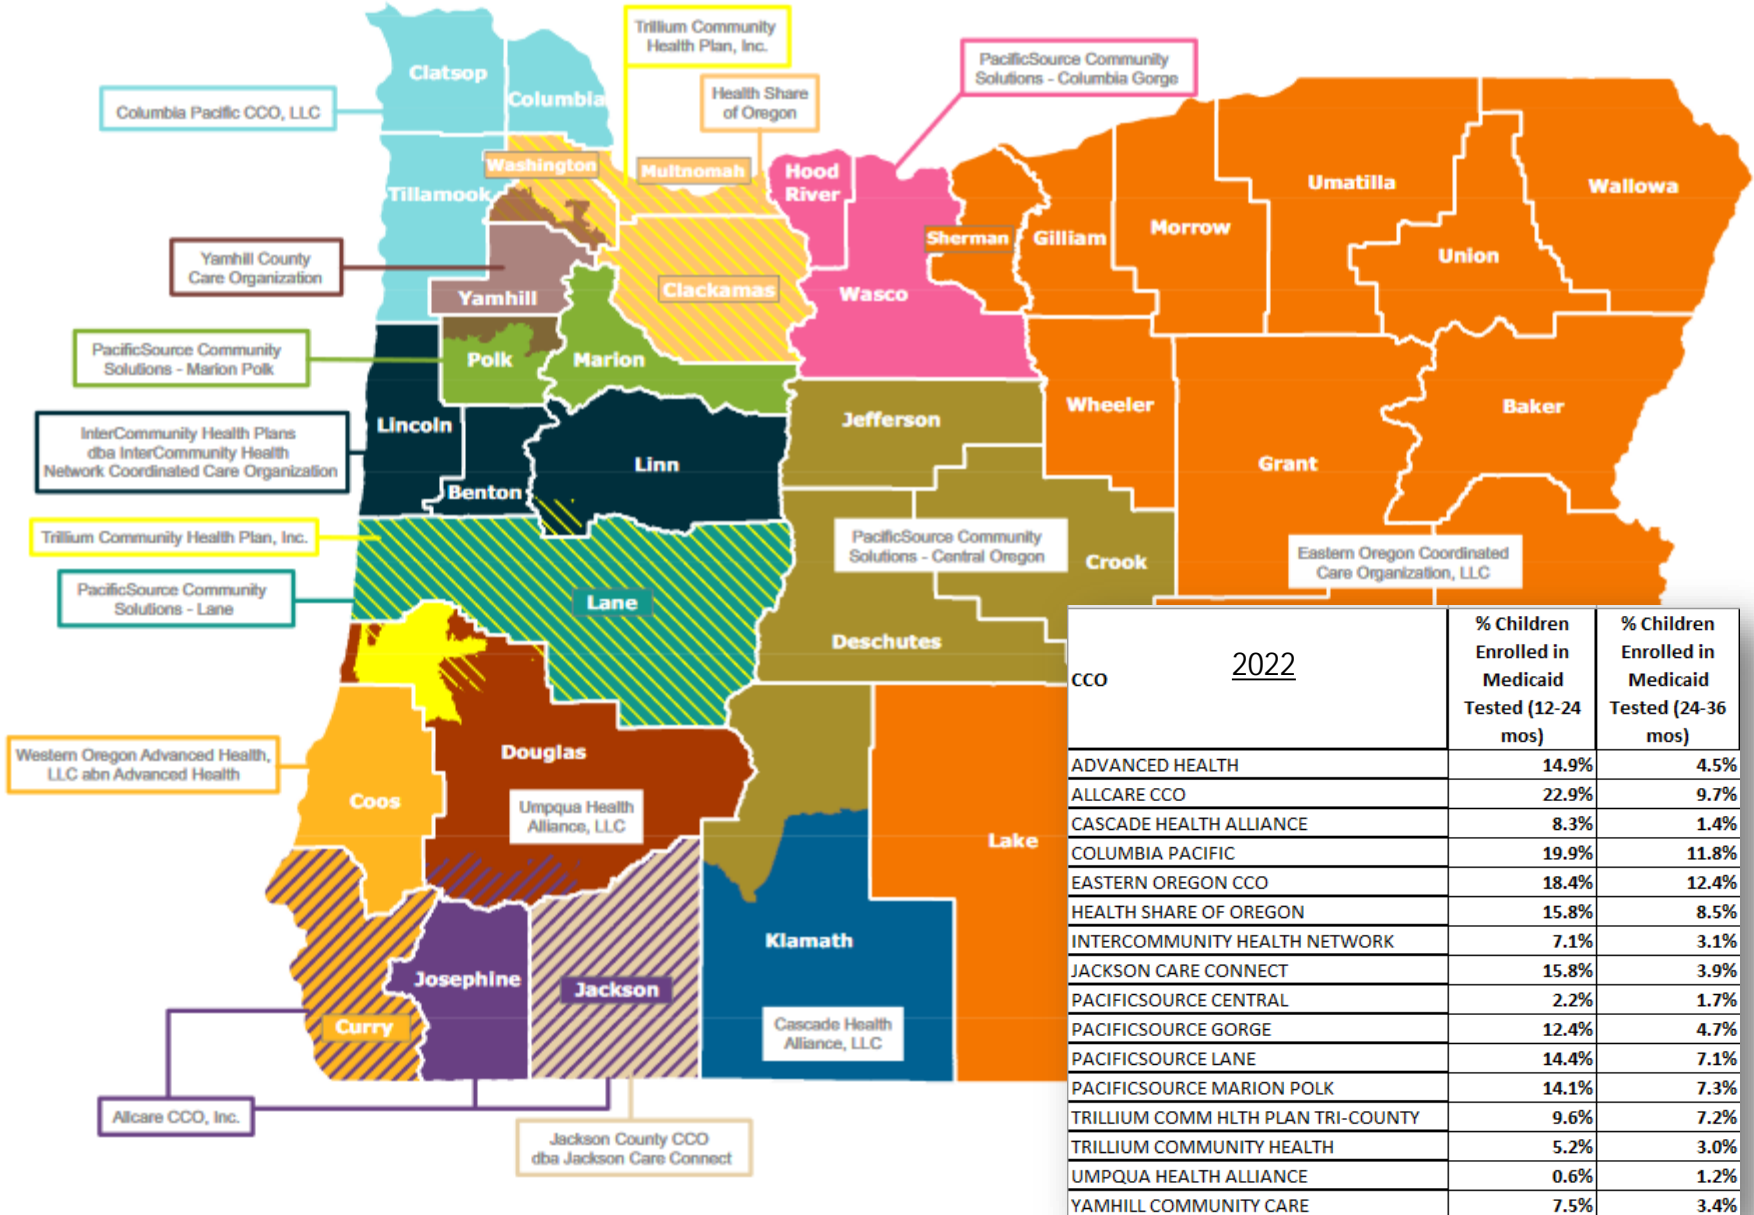 Trillium Community
Health Plan, Inc.
PacificSource Community
Solutions - Columbia Gorge
Clatsop
Columbia
Columbia Pacific CCO, LLC
Health Share
of Oregon
Washington
Multnomah
Hood
River
Tillamook
Umatilla
Wallowa
Morrow
Sherman
Gilliam
Union
Yamhill County
Care Organization
Yamhill
Clackamas
Wasco
PacificSource Community
Solutions - Marion Polk
Polk
Marion
Wheeler
Baker
Jefferson
Lincoln
InterCommunity Health Plans
dba InterCommunity Health
Network Coordinated Care Organization
Linn
Grant
Benton
Trillium Community Health Plan, Inc.
PacificSource Community
Solutions - Central Oregon
Crook
Eastern Oregon Coordinated
Care Organization, LLC
PacificSource Community
Solutions - Lane
Lane
Deschutes
Douglas
Western Oregon Advanced Health,
LLC abn Advanced Health
Coos
Umpqua Health
Alliance, LLC
Lake
Klamath
Josephine
Jackson
Curry
Cascade Health
Alliance, LLC
Allcare CCO, Inc.
Jackson County CCO
dba Jackson Care Connect
CCO
2022
% Children
Enrolled in
Medicaid
Tested (12-24
mos)
% Children
Enrolled in
Medicaid
Tested (24-36
mos)
ADVANCED HEALTH 14.9% 4.5%
ALLCARE CCO 22.9% 9.7%
CASCADE HEALTH ALLIANCE 8.3% 1.4%
COLUMBIA PACIFIC 19.9% 11.8%
EASTERN OREGON CCO 18.4% 12.4%
HEALTH SHARE OF OREGON 15.8% 8.5%
INTERCOMMUNITY HEALTH NETWORK 7.1% 3.1%
JACKSON CARE CONNECT 15.8% 3.9%
PACIFICSOURCE CENTRAL 2.2% 1.7%
PACIFICSOURCE GORGE 12.4% 4.7%
PACIFICSOURCE LANE 14.4% 7.1%
PACIFICSOURCE MARION POLK 14.1% 7.3%
TRILLIUM COMM HLTH PLAN TRI-COUNTY 9.6% 7.2%
TRILLIUM COMMUNITY HEALTH 5.2% 3.0%
UMPQUA HEALTH ALLIANCE 0.6% 1.2%
YAMHILL COMMUNITY CARE 7.5% 3.4%